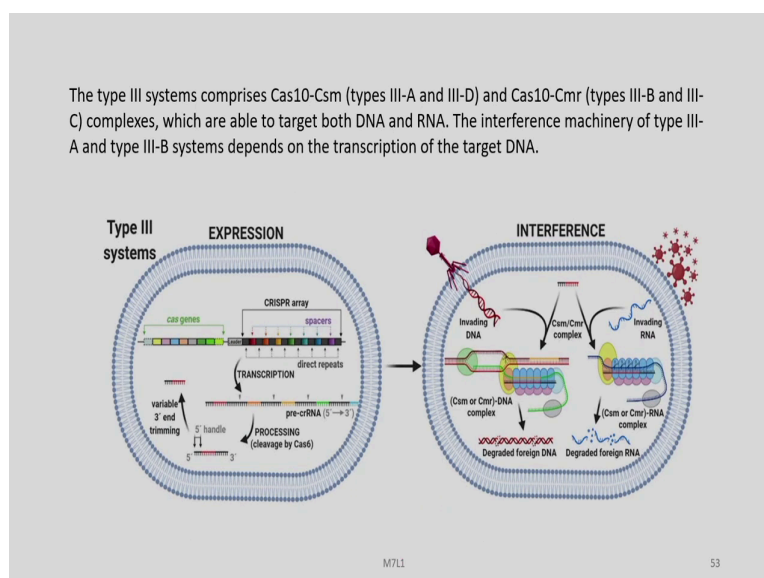 The type III systems comprises Cas10-Csm (types III-A and III-D) and Cas10-Cmr (types III-B and III-
C) complexes, which are able to target both DNA and RNA. The interference machinery of type III-
A and type III-B systems depends on the transcription of the target DNA.
Type III
systems
EXPRESSION
cas genes
CRISPR array
spacers
direct repeats
TRANSCRIPTION
pre-crRNA (5´→3´)
variable
3´ end
trimming
5´ handle
PROCESSING
(cleavage by Cas6)
5´
3´
INTERFERENCE
Invading
DNA
Csm/Cmr
complex
Invading
RNA
(Csm or Cmr)-DNA
complex
(Csm or Cmr)-RNA
complex
Degraded foreign DNA
Degraded foreign RNA
M7L1
53